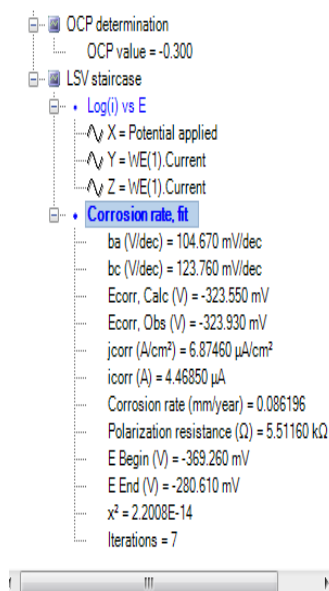 OCP determination
OCP value = -0.300
LSV staircase
Log(i) vs E
X = Potential applied
Y = WE(1).Current
Z = WE(1).Current
Corrosion rate, fit
ba (V/dec) = 104.670 mV/dec
bc (V/dec) = 123.760 mV/dec
Ecorr, Calc (V) = -323.550 mV
Ecorr, Obs (V) = -323.930 mV
jcorr (A/cm²) = 6.87460 µA/cm²
icorr (A) = 4.46850 µA
Corrosion rate (mm/year) = 0.086196
Polarization resistance (Ω) = 5.51160 kΩ
E Begin (V) = -369.260 mV
E End (V) = -280.610 mV
x² = 2.2008E-14
Iterations = 7